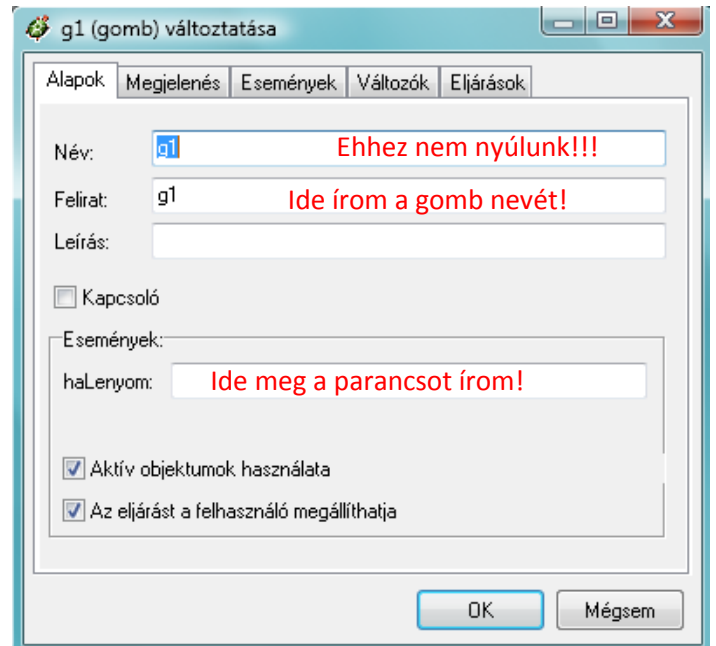 g1 (gomb) változtatása
Alapok Megjelenés Események Változók Eljárások
Név: g1 Ehhez nem nyúlunk!!!
Felirat: g1 Ide írom a gomb nevét!
Leírás:
Kapcsoló
Események:
haLenyom: Ide meg a parancsot írom!
Aktív objektumok használata
Az eljárást a felhasználó megállíthatja
OK Mégsem